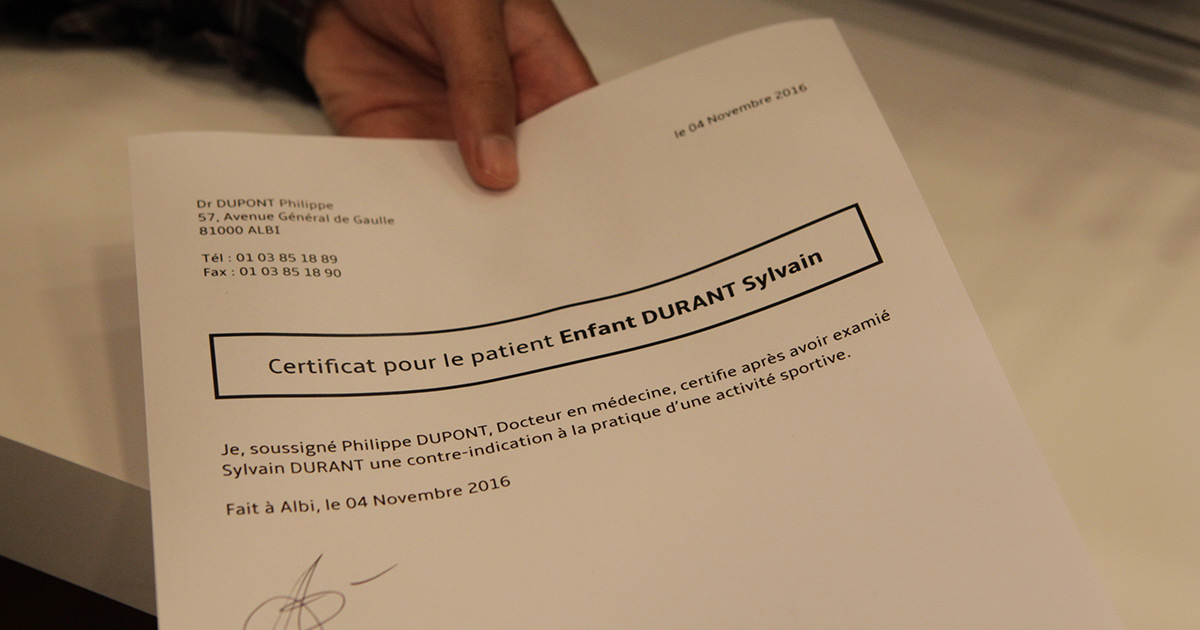 le 04 Novembre 2016
Dr DUPONT Philippe
57, Avenue Général de Gaulle
81000 ALBI
Tél : 01 03 85 18 89
Fax : 01 03 85 18 90
Certificat pour le patient Enfant DURANT Sylvain
Je, soussigné Philippe DUPONT, Docteur en médecine, certifie après avoir examié
Sylvain DURANT une contre-indication à la pratique d'une activité sportive.
Fait à Albi, le 04 Novembre 2016